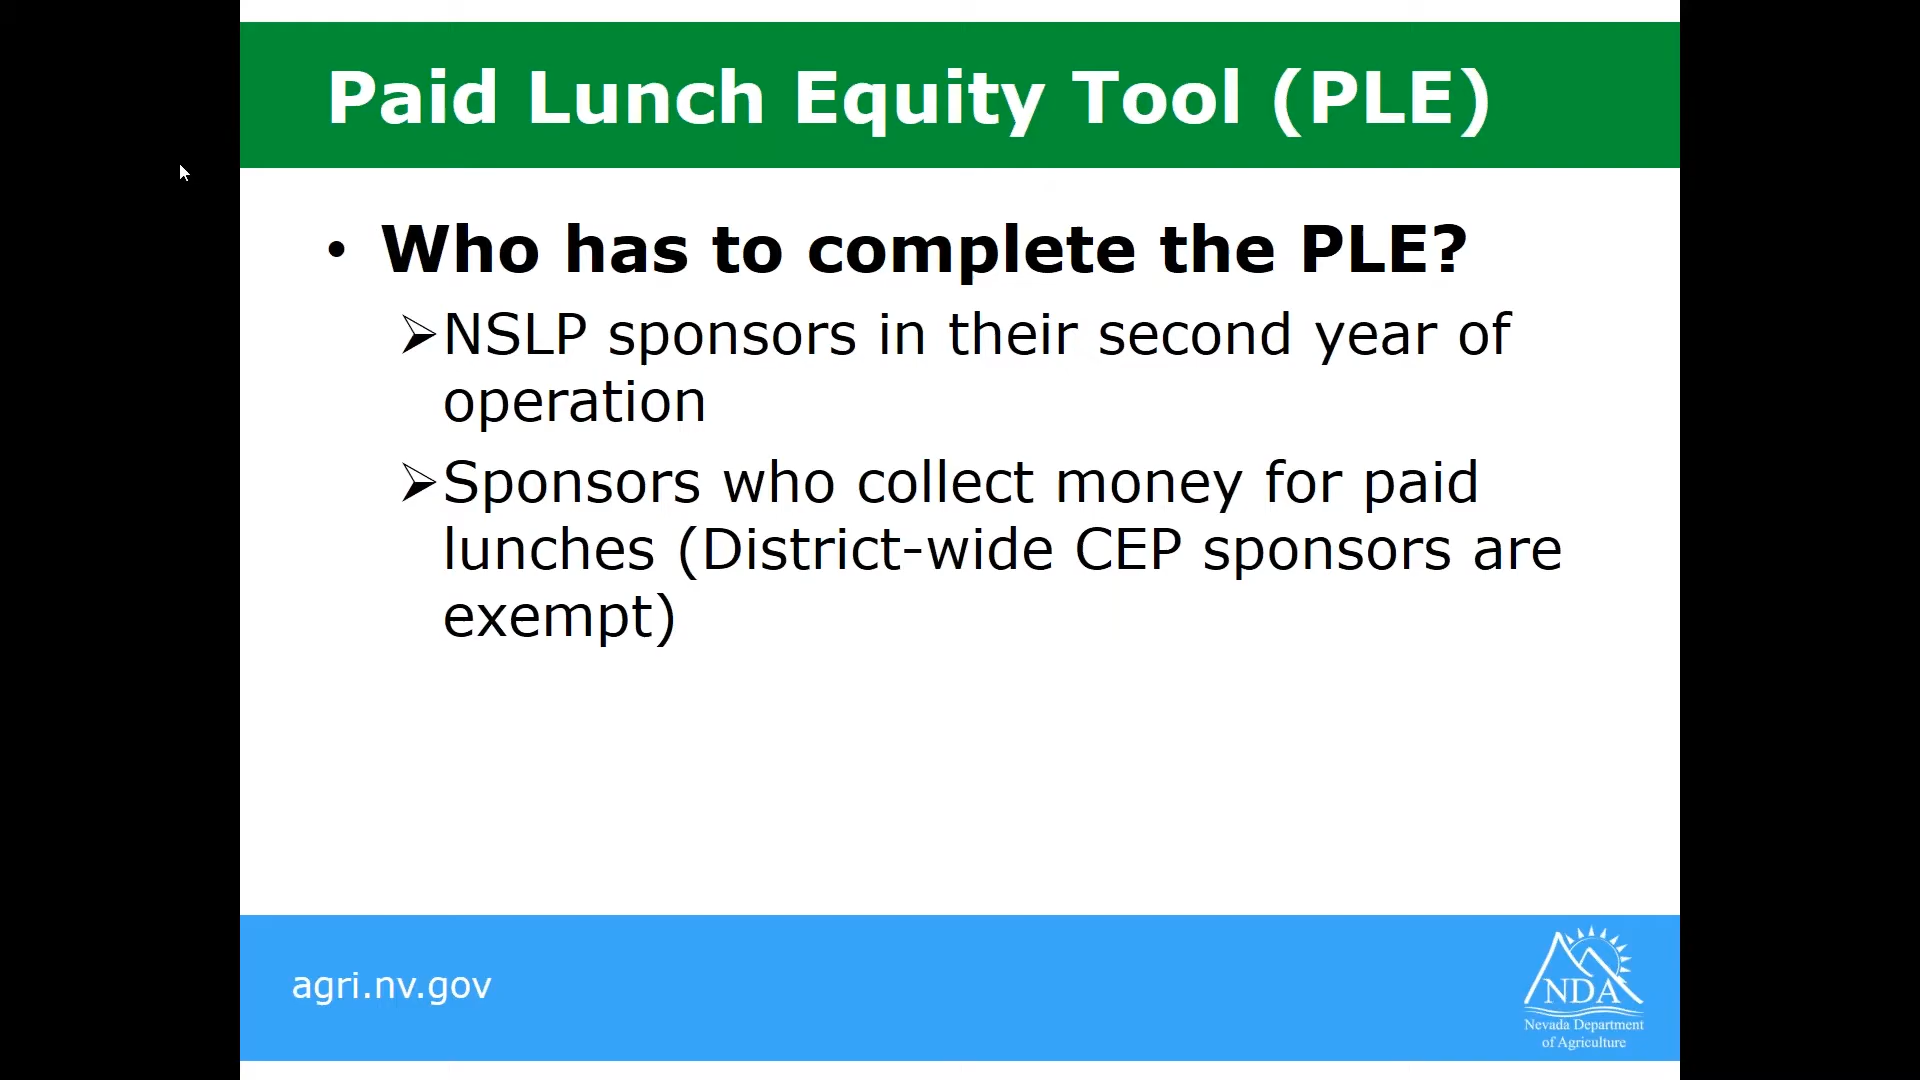 Paid Lunch Equity Tool (PLE)
• Who has to complete the PLE?
➢NSLP sponsors in their second year of
operation
➢Sponsors who collect money for paid
lunches (District-wide CEP sponsors are
exempt)
agri.nv.gov
NDA
Nevada Department
of Agriculture